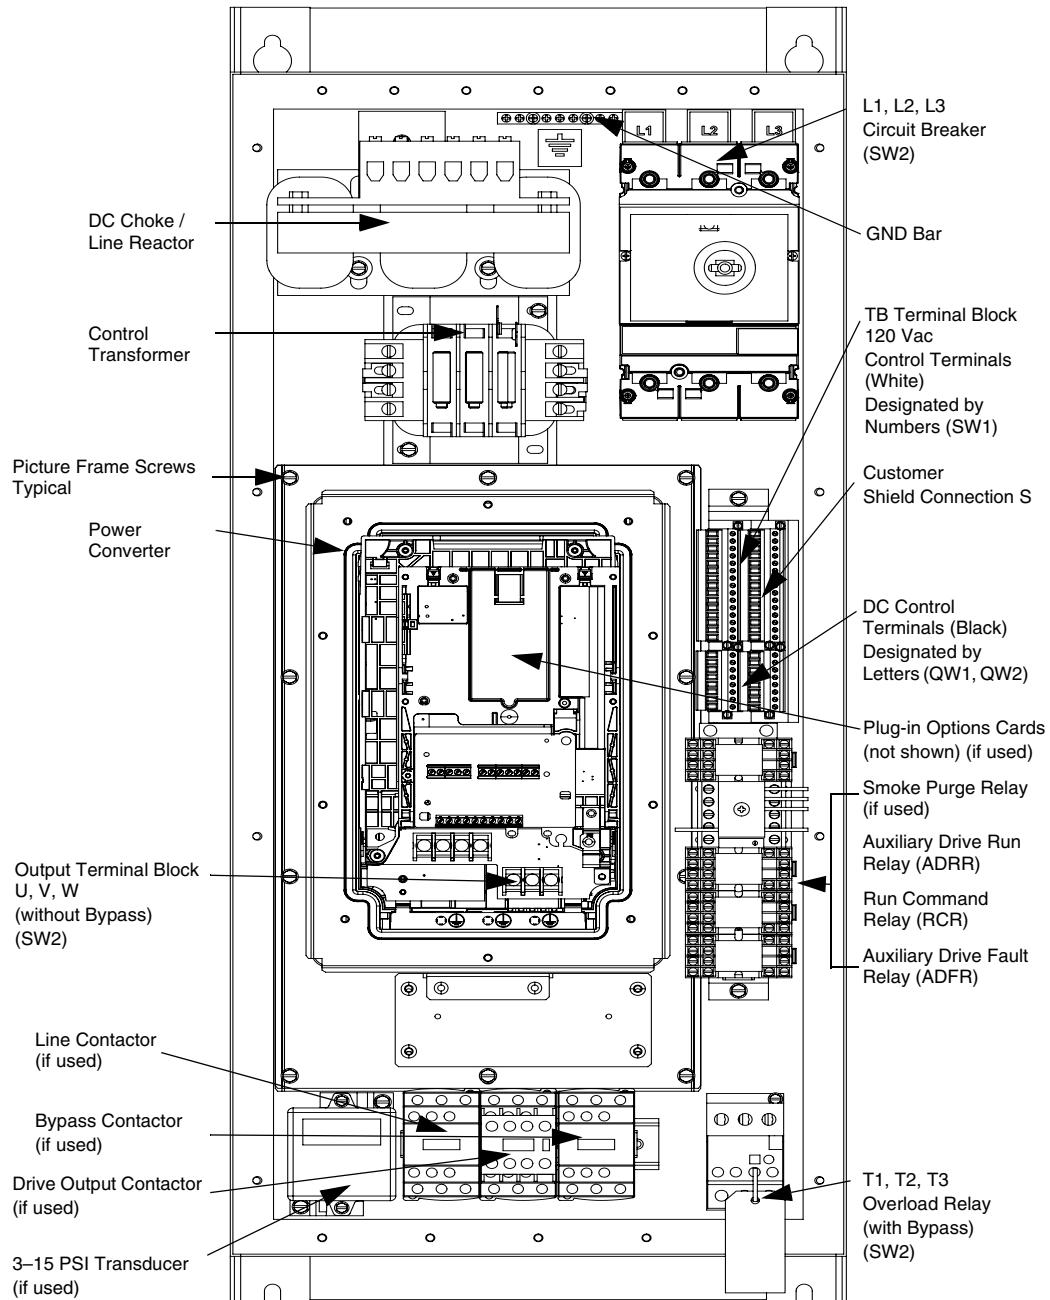 L1, L2, L3
Circuit Breaker
(SW2)
L1 L2 L3
DC Choke /
Line Reactor
GND Bar
Control
Transformer
TB Terminal Block
120 Vac
Control Terminals
(White)
Designated by
Numbers (SW1)
Picture Frame Screws
Typical
Customer
Shield Connection S
Power
Converter
DC Control
Terminals (Black)
Designated by
Letters (QW1, QW2)
Plug-in Options Cards
(not shown) (if used)
Smoke Purge Relay
(if used)
Auxiliary Drive Run
Relay (ADRR)
Output Terminal Block
U, V, W
(without Bypass)
(SW2)
Run Command
Relay (RCR)
Auxiliary Drive Fault
Relay (ADFR)
Line Contactor
(if used)
Bypass Contactor
(if used)
Drive Output Contactor
(if used)
T1, T2, T3
Overload Relay
(with Bypass)
(SW2)
3–15 PSI Transducer
(if used)